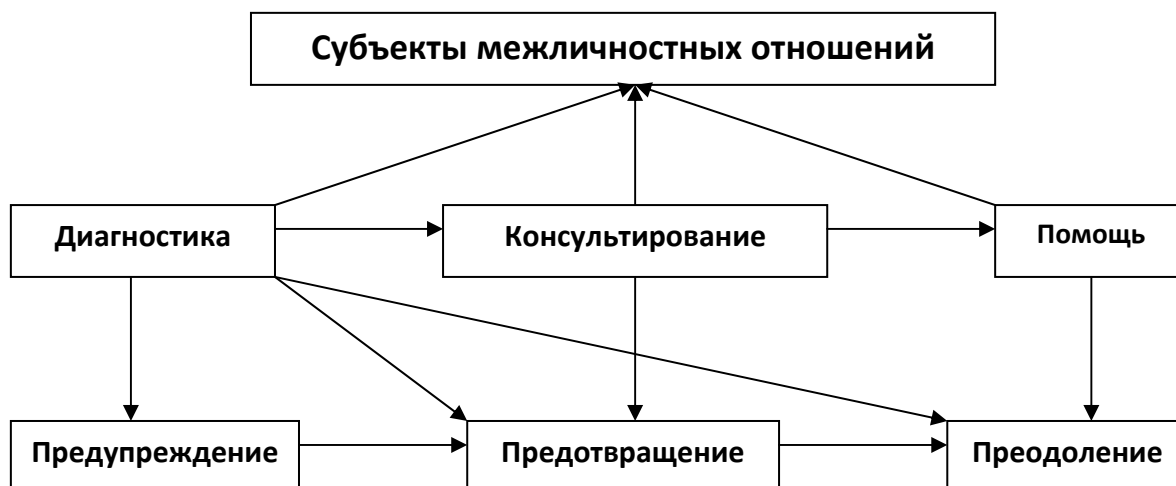 Субъекты межличностных отношений
Диагностика
Консультирование
Помощь
Предупреждение
Предотвращение
Преодоление